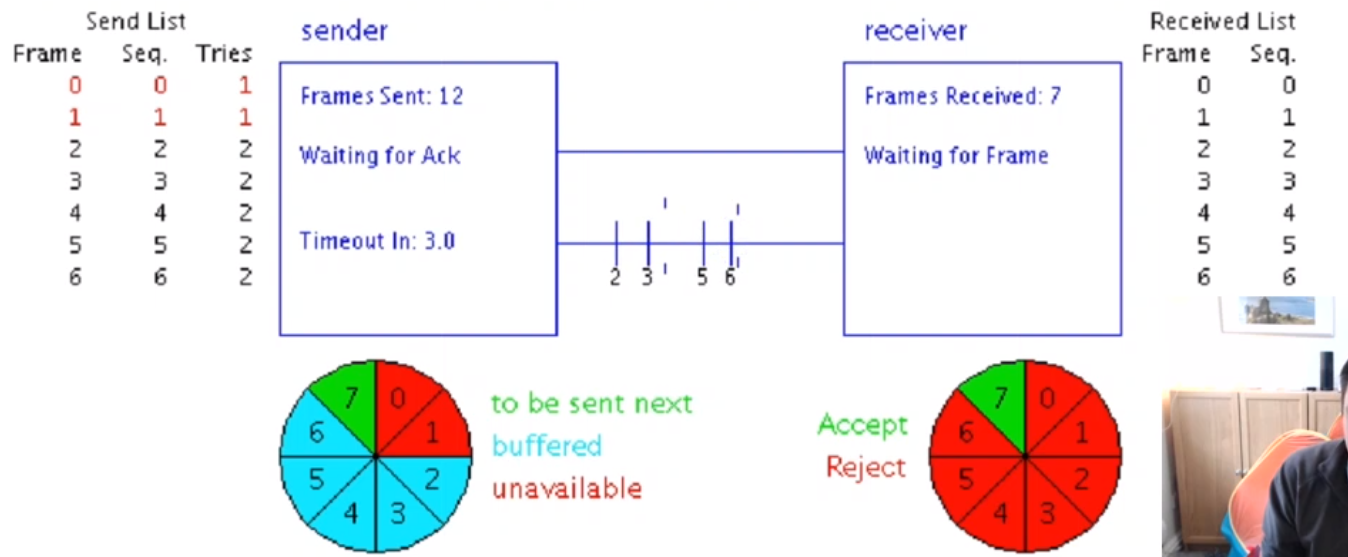 Send List
Frame Seq. Tries
0 0 1
1 1 1
2 2 2
3 3 2
4 4 2
5 5 2
6 6 2
sender
Frames Sent: 12
Waiting for Ack
Timeout In: 3.0
2 3 5 6
receiver
Frames Received: 7
Waiting for Frame
Received List
Frame Seq.
0 0
1 1
2 2
3 3
4 4
5 5
6 6
7 0
6 1
5 2
4 3
to be sent next
buffered
unavailable
Accept
Reject
7 0
6 1
5 2
4 3